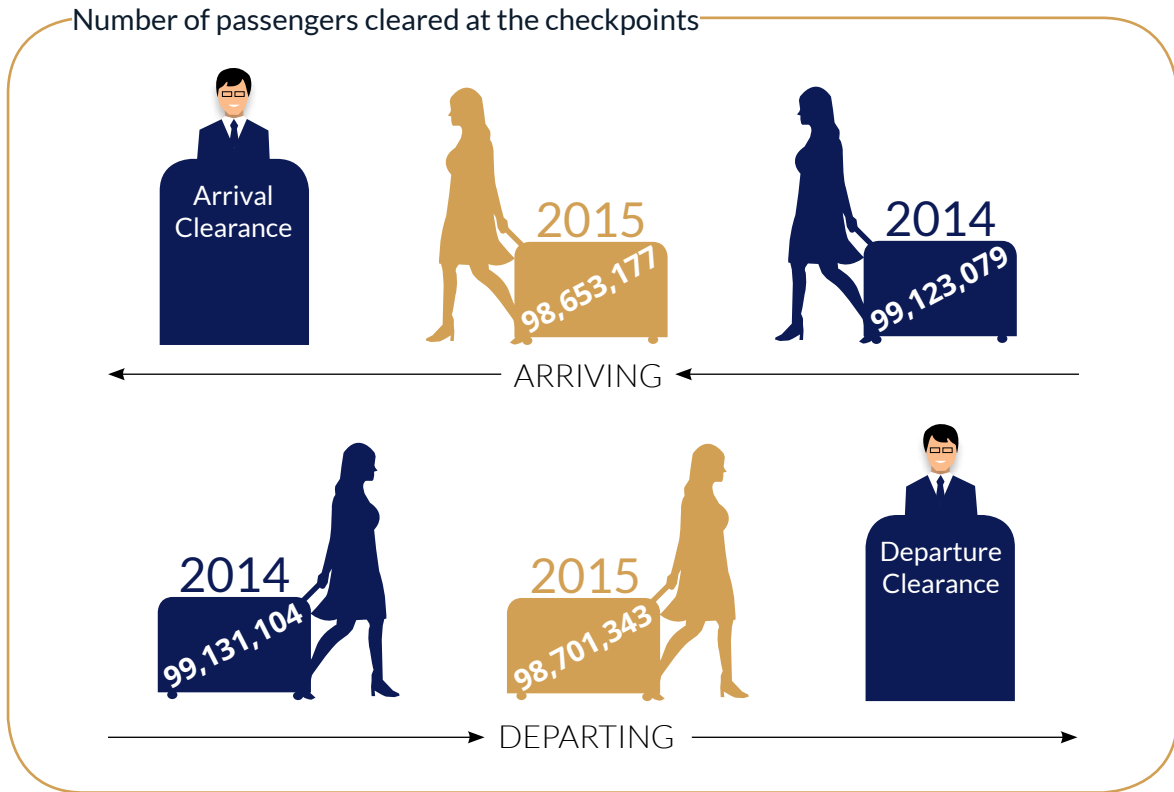 Number of passengers cleared at the checkpoints
Arrival
Clearance
2015
98,653,177
2014
99,123,079
ARRIVING
2014
99,131,104
2015
98,701,343
Departure
Clearance
DEPARTING